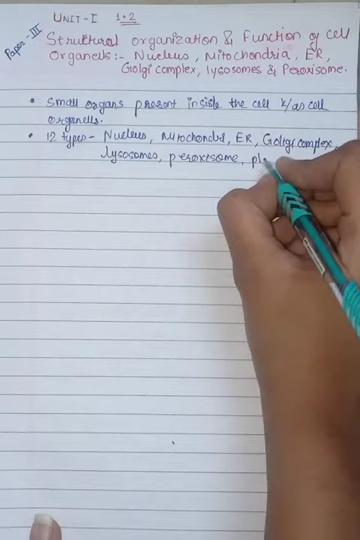 UNIT-I 1+2
Paper-III
Structural organization & Function of cell
Organells:- Nucleus, Mitochondria, ER,
Golgi complex, lysosomes & Peroxisome.
• Small organs present inside the cell k/as cell
organells.
• 12 types- Nucleus, Mitochondri, ER, Golgi complex,
lysosomes, peroxisome, pl